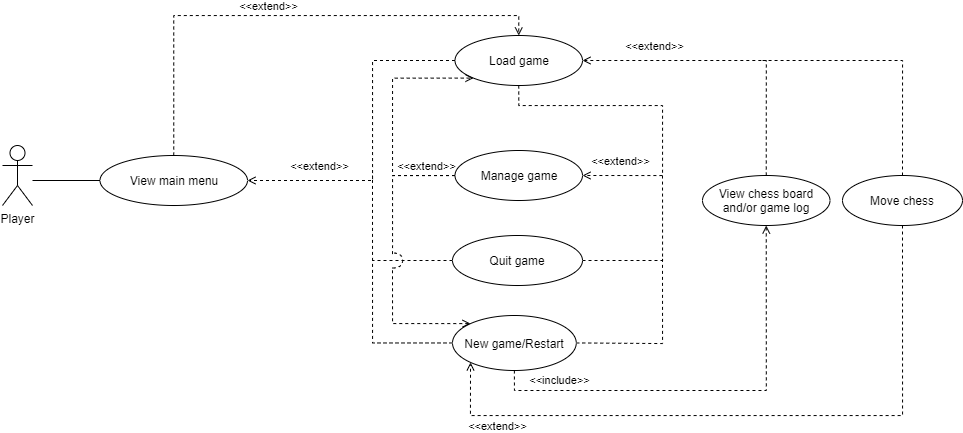 <<extend>>
Load game
<<extend>>
View main menu
<<extend>>
<<extend>>
Manage game
<<extend>>
View chess board
and/or game log
Move chess
Player
Quit game
New game/Restart
<<include>>
<<extend>>